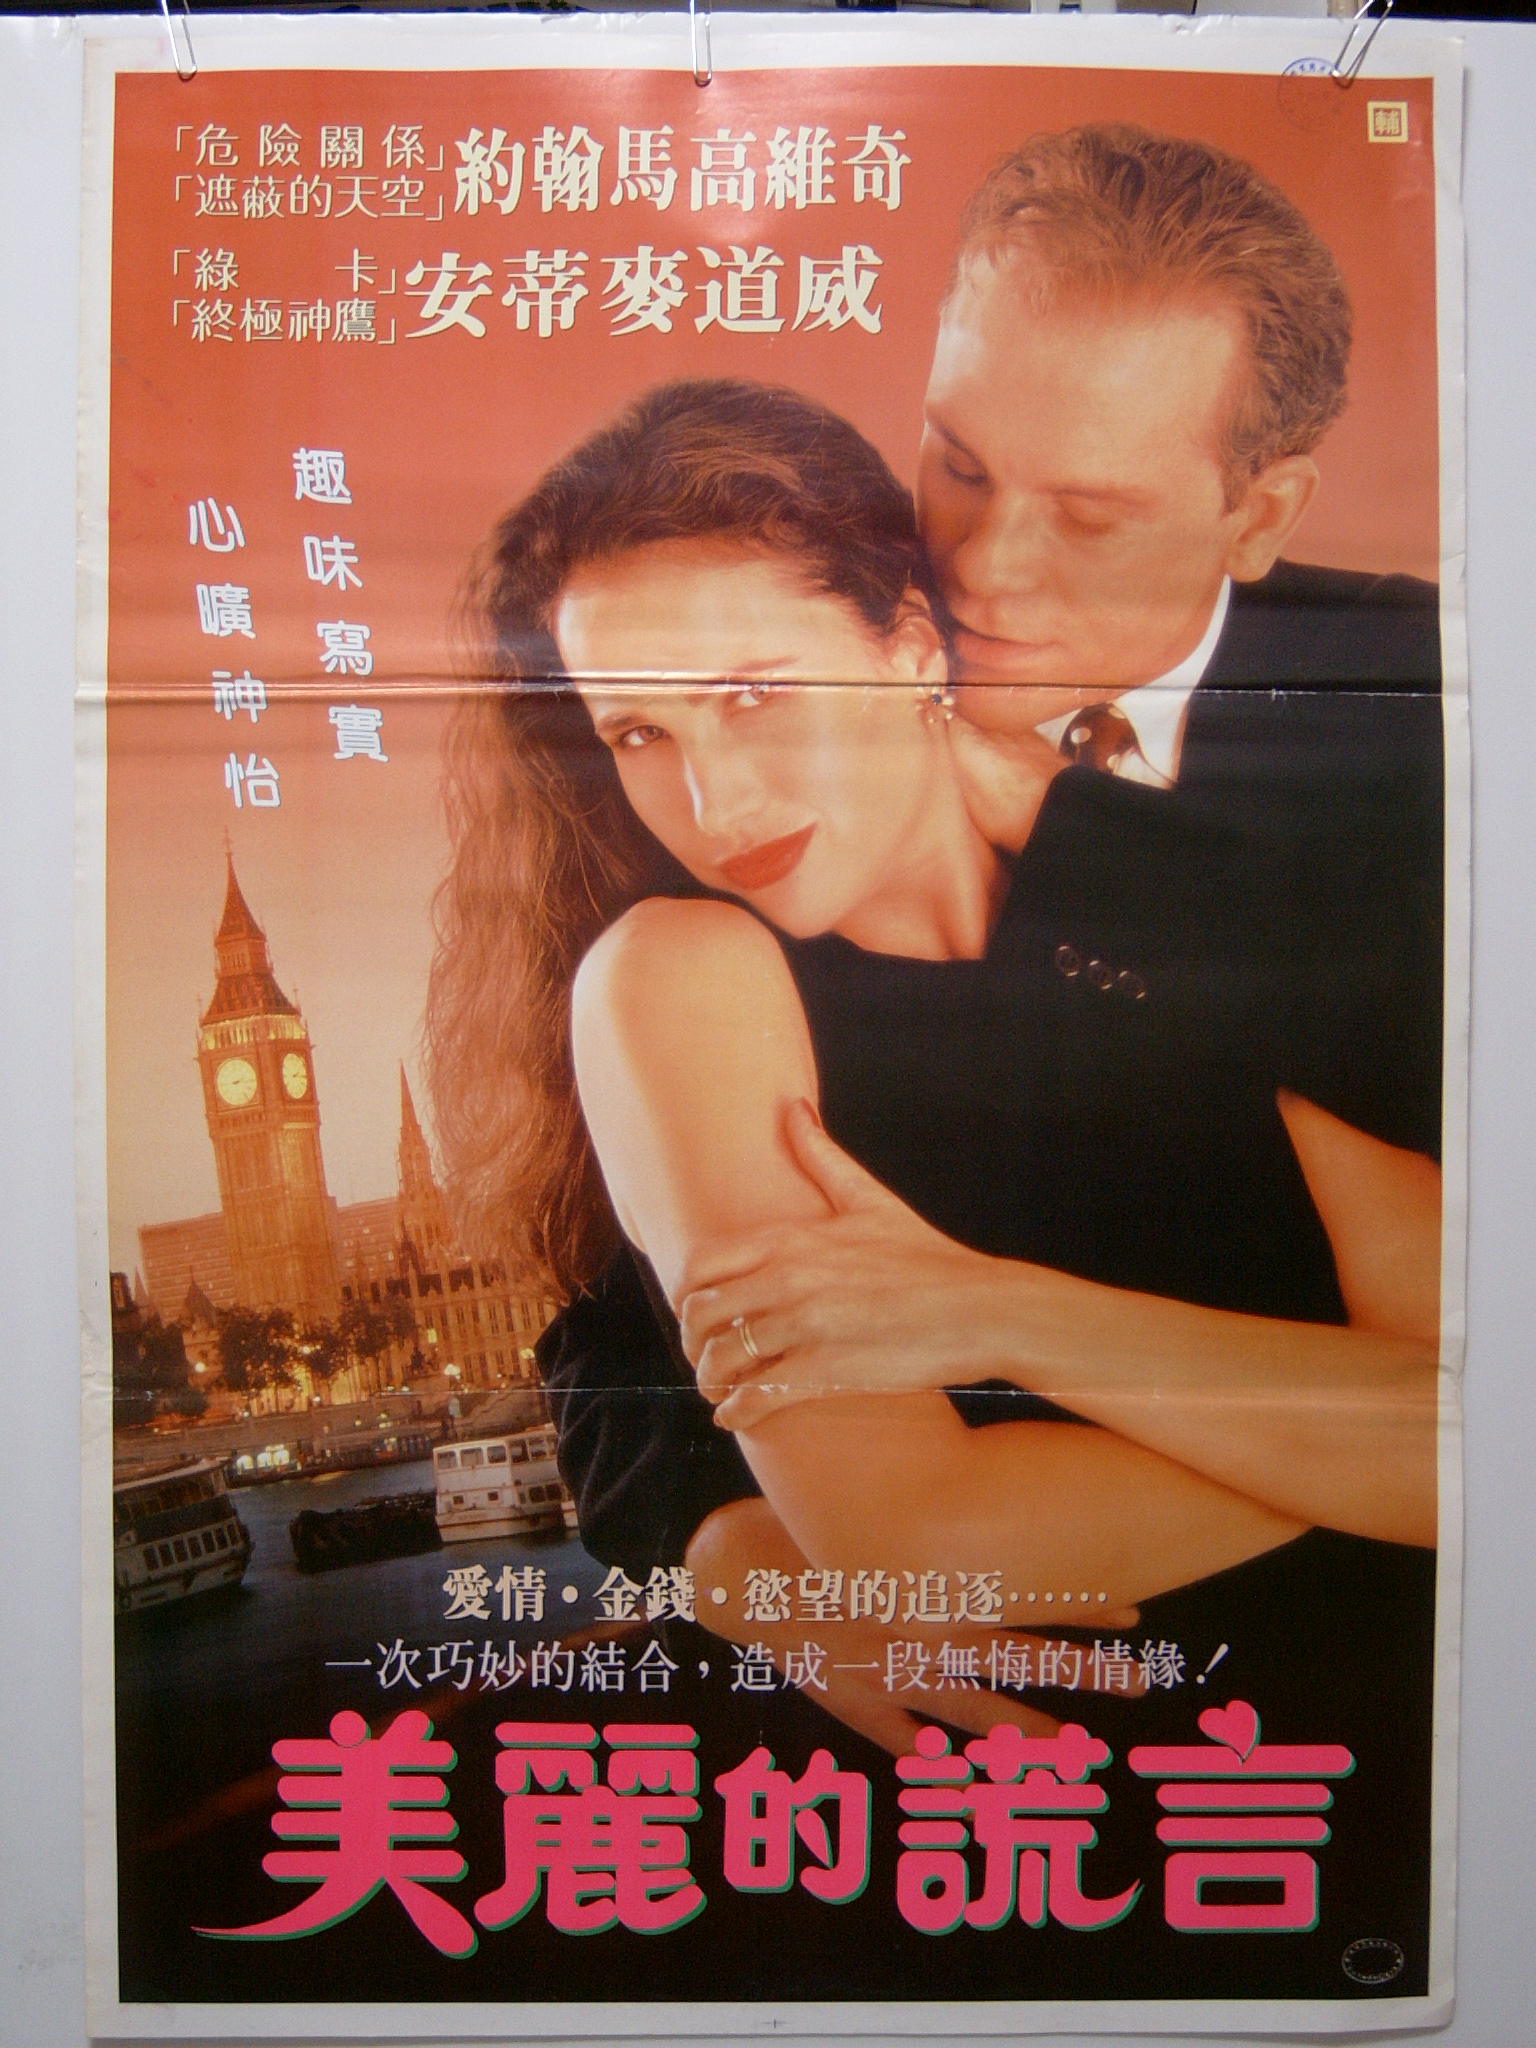 輔
「危險關係」
「遮蔽的天空」
約翰馬高維奇
「綠卡」
「終極神鷹」
安蒂麥道威
趣味寫實
心曠神怡
愛情·金錢·慾望的追逐……
一次巧妙的結合，造成一段無悔的情緣！
美麗的謊言